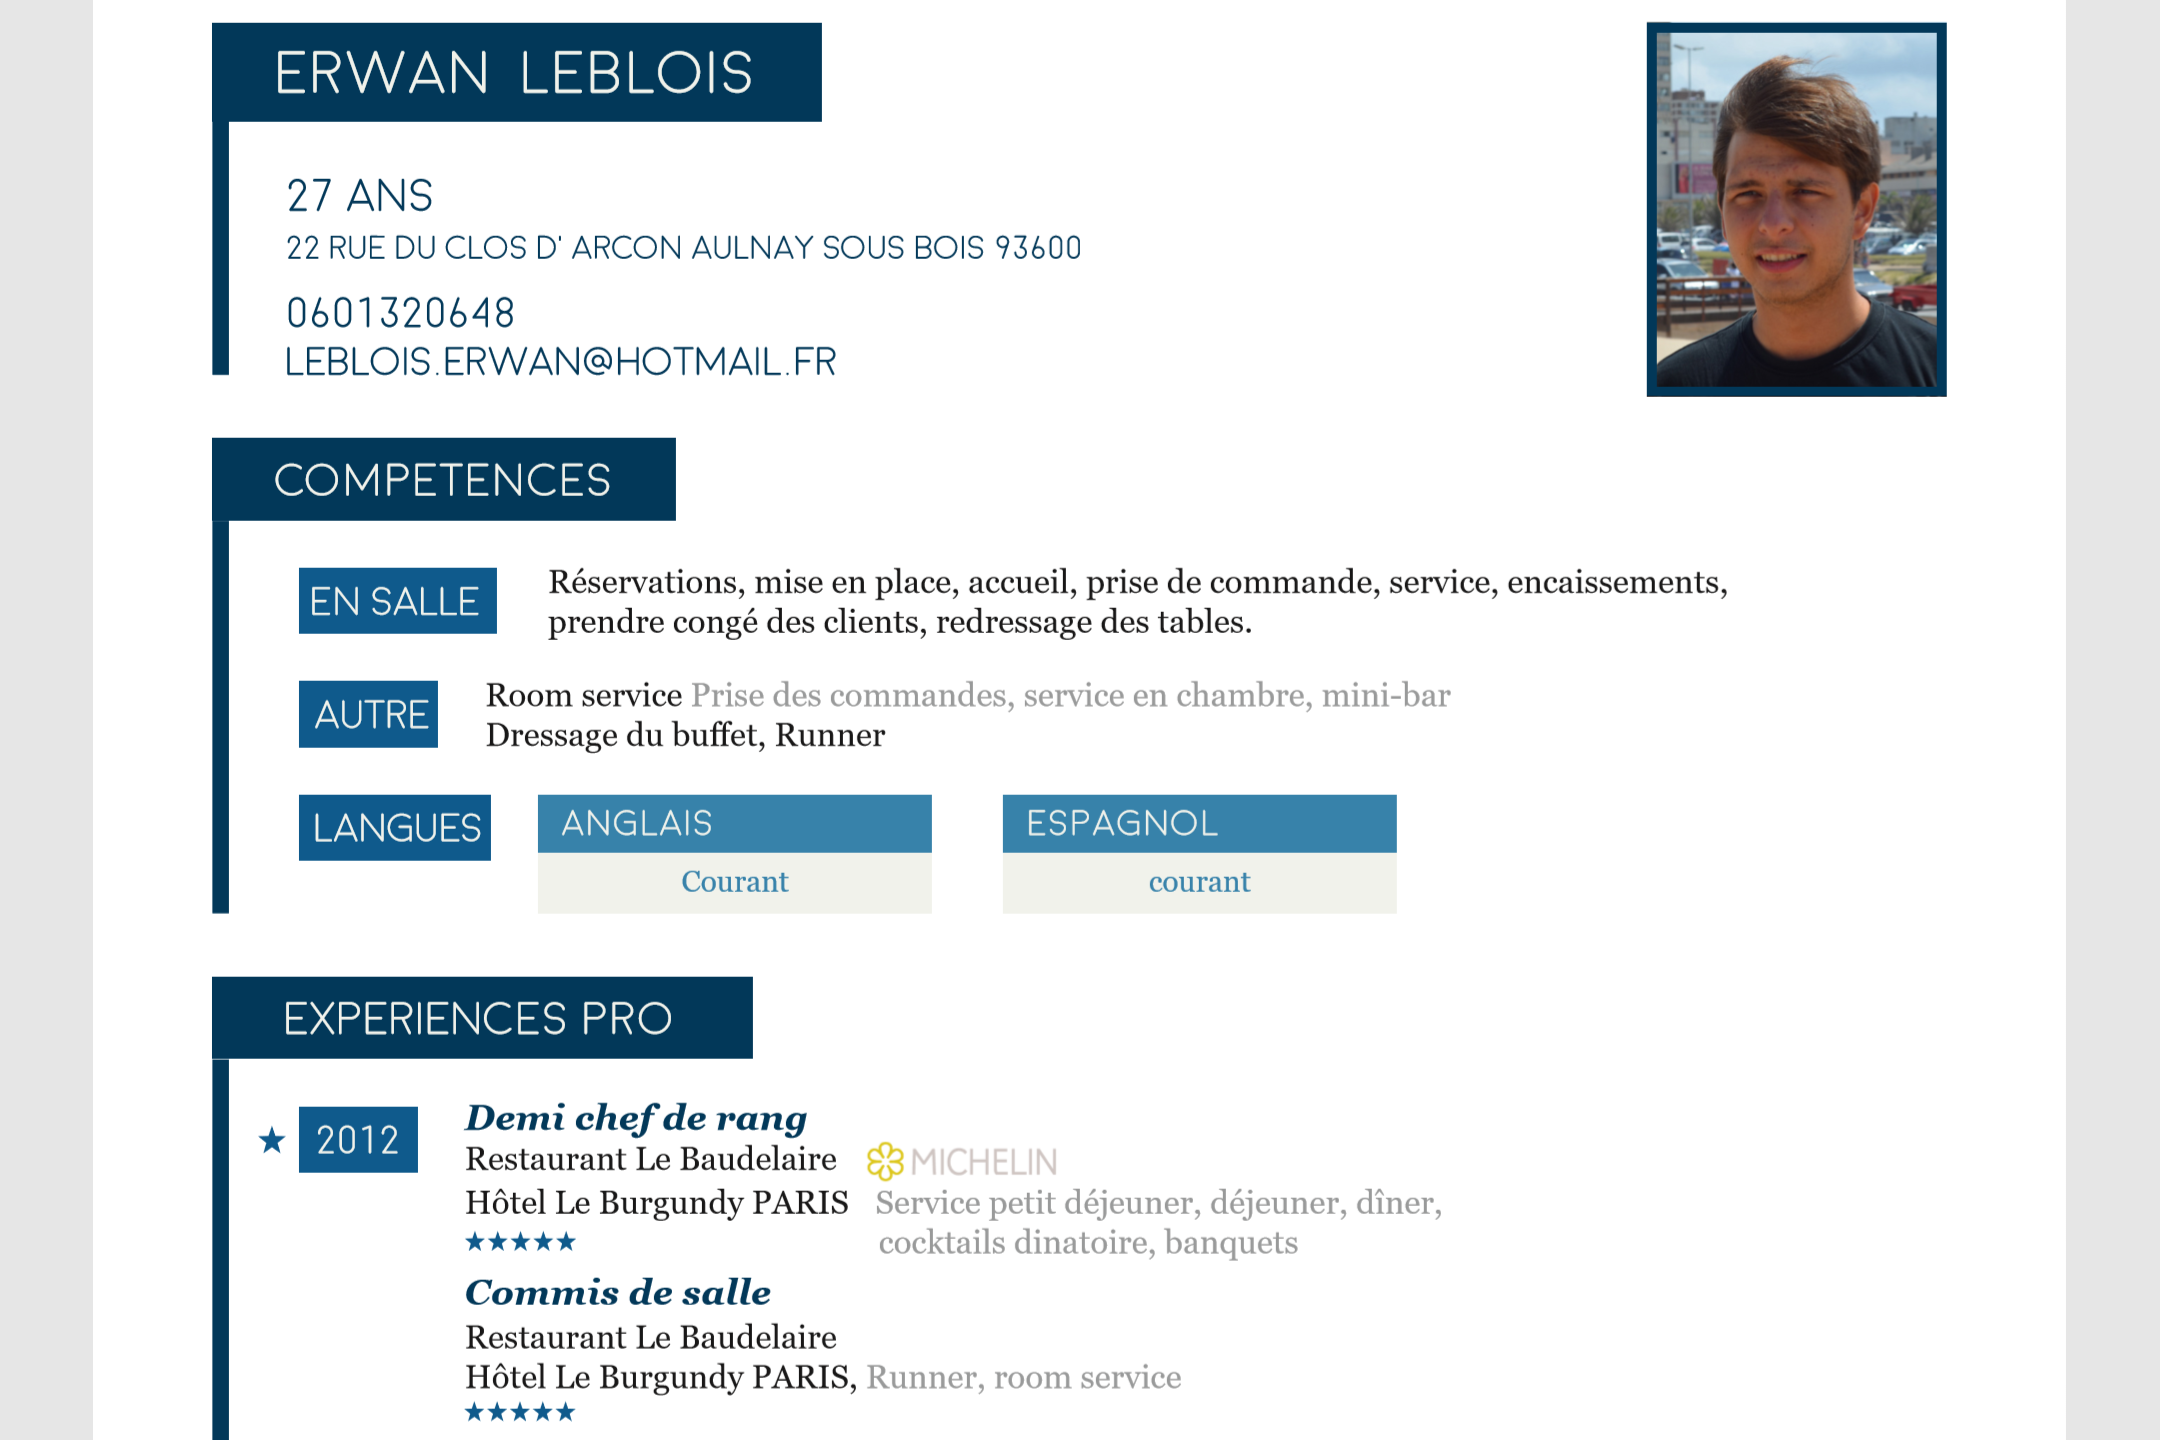 ERWAN LEBLOIS
27 ANS
22 RUE DU CLOS D' ARCON AULNAY SOUS BOIS 93600
0601320648
LEBLOIS.ERWAN@HOTMAIL.FR
COMPETENCES
EN SALLE
Réservations, mise en place, accueil, prise de commande, service, encaissements,
prendre congé des clients, redressage des tables.
AUTRE
Room service Prise des commandes, service en chambre, mini-bar
Dressage du buffet, Runner
LANGUES
ANGLAIS
Courant
ESPAGNOL
courant
EXPERIENCES PRO
★ 2012
Demi chef de rang
Restaurant Le Baudelaire MICHELIN
Hôtel Le Burgundy PARIS Service petit déjeuner, déjeuner, dîner,
★★★★★ cocktails dinatoire, banquets
Commis de salle
Restaurant Le Baudelaire
Hôtel Le Burgundy PARIS, Runner, room service
★★★★★